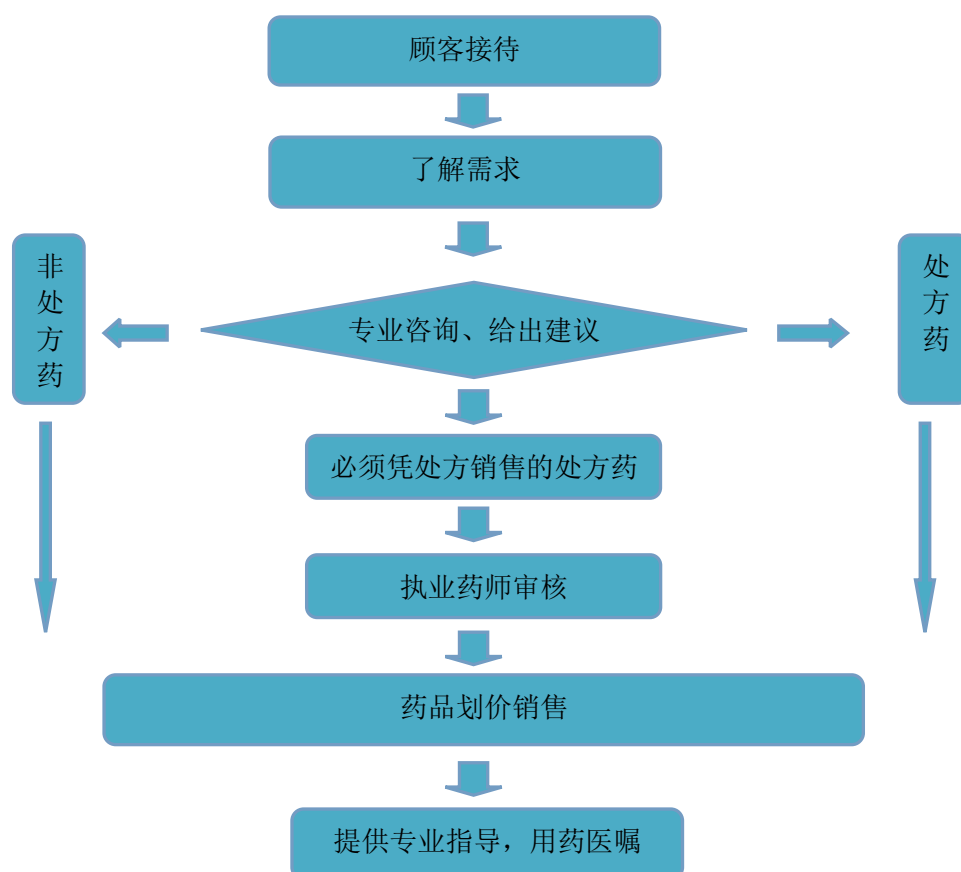 顾客接待
了解需求
非处方药
专业咨询、给出建议
处方药
必须凭处方销售的处方药
执业药师审核
药品划价销售
提供专业指导，用药医嘱